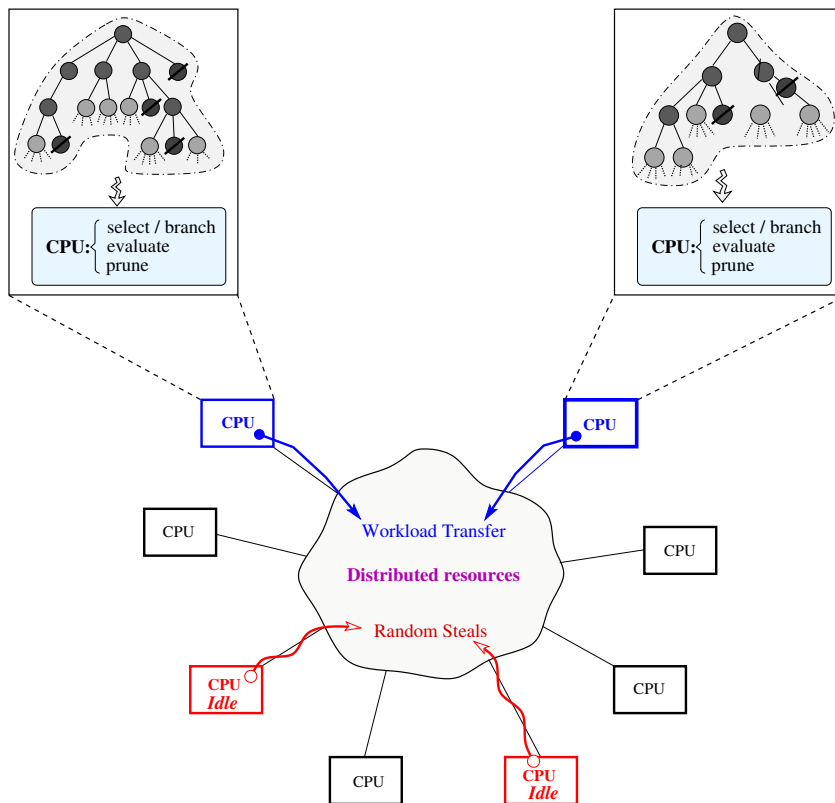 CPU:
select / branch
evaluate
prune
CPU:
select / branch
evaluate
prune
CPU
CPU
Workload Transfer
CPU
CPU
Distributed resources
Random Steals
CPU
Idle
CPU
CPU
CPU
Idle